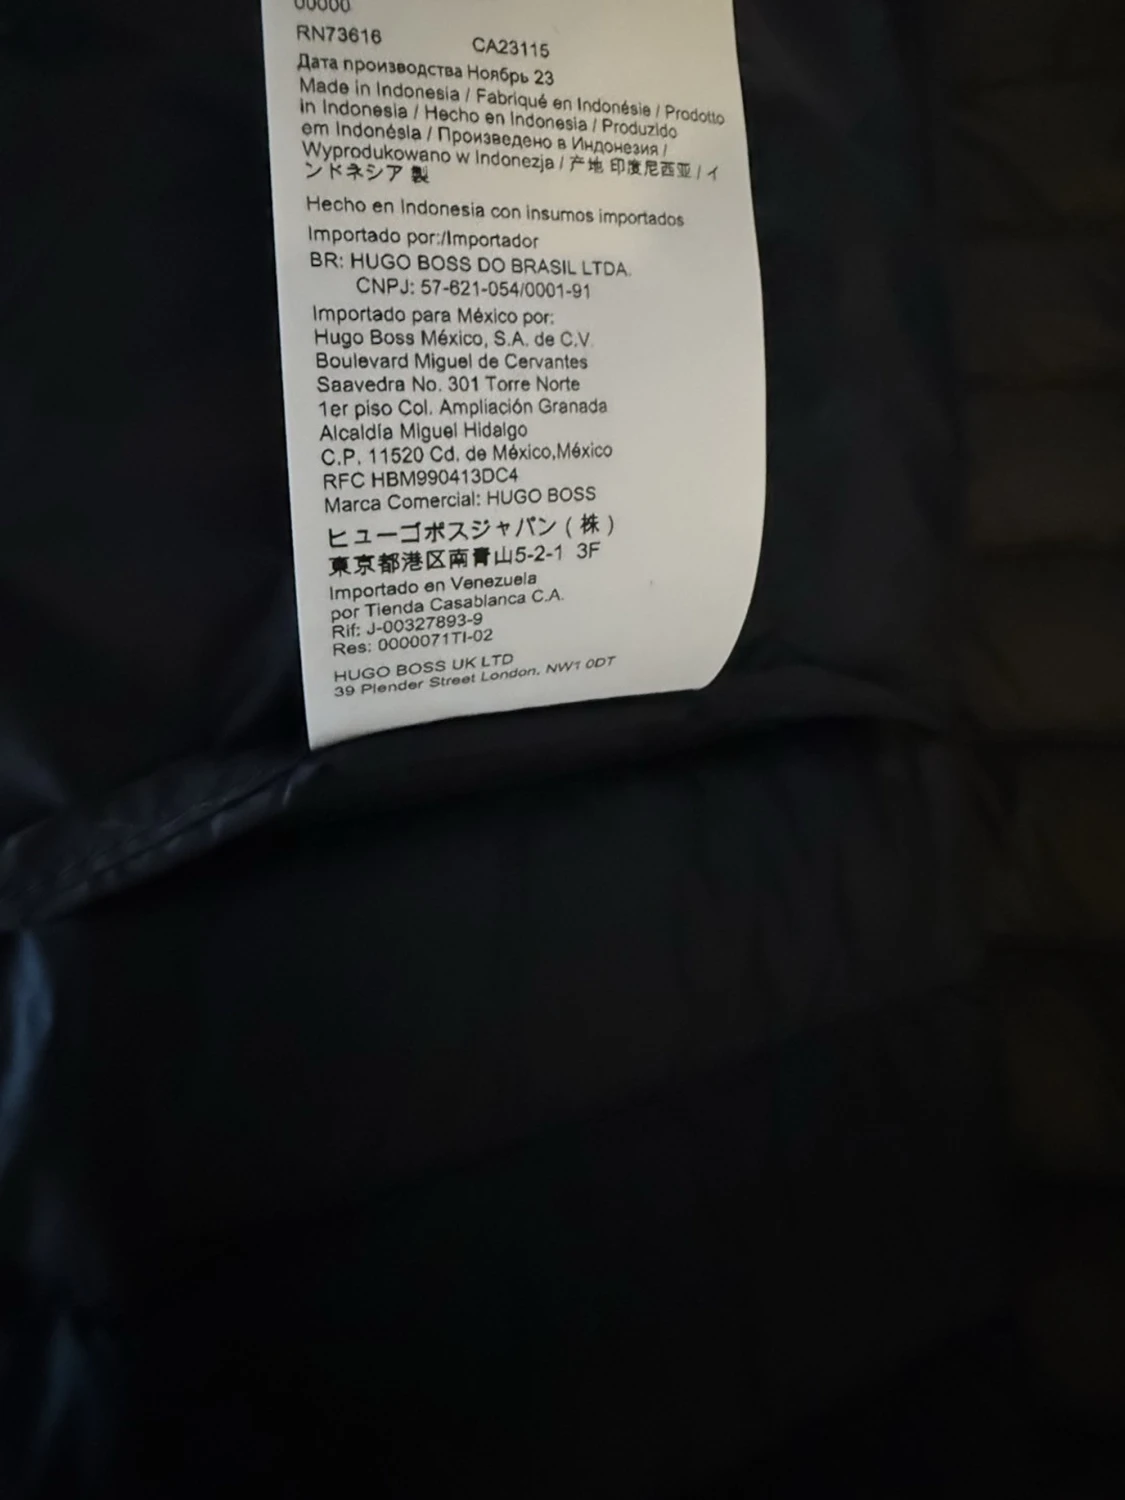 00000
RN73616 CA23115
Дата производства Ноябрь 23
Made in Indonesia / Fabriqué en Indonésie / Prodotto
in Indonesia / Hecho en Indonesia / Produzido
em Indonésia / Произведено в Индонезия /
Wyprodukowano w Indonezja / 产地 印度尼西亚 / イ
ンドネシア 製
Hecho en Indonesia con insumos importados
Importado por:/Importador
BR: HUGO BOSS DO BRASIL LTDA.
CNPJ: 57-621-054/0001-91
Importado para México por:
Hugo Boss México, S.A. de C.V.
Boulevard Miguel de Cervantes
Saavedra No. 301 Torre Norte
1er piso Col. Ampliación Granada
Alcaldía Miguel Hidalgo
C.P. 11520 Cd. de México,México
RFC HBM990413DC4
Marca Comercial: HUGO BOSS
ヒューゴボスジャパン ( 株 )
東京都港区南青山5-2-1 3F
Importado en Venezuela
por Tienda Casablanca C.A.
Rif: J-00327893-9
Res: 0000071TI-02
HUGO BOSS UK LTD
39 Plender Street London. NW1 0DT